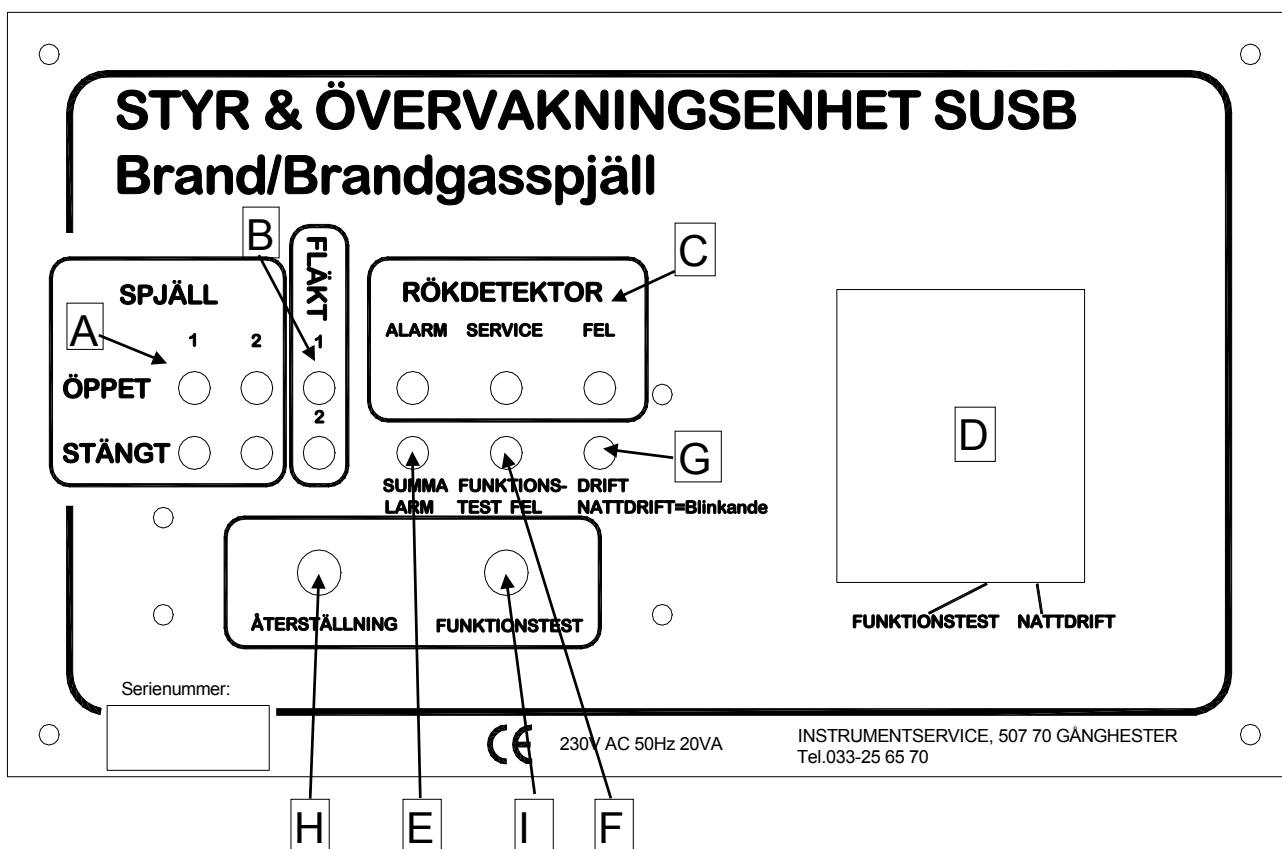 STYR & ÖVERVAKNINGSENHET SUSB
Brand/Brandgasspjäll
B
FLÄKT
C
SPJÄLL
RÖKDETEKTOR
A
1 2
1
ALARM SERVICE FEL
ÖPPET
2
D
STÄNGT
G
SUMMA LARM
FUNKTIONS-
TEST FEL
DRIFT
NATTDRIFT=Blinkande
ÅTERSTÄLLNING FUNKTIONSTEST
FUNKTIONSTEST NATTDRIFT
Serienummer:
CE
230V AC 50Hz 20VA
INSTRUMENTSERVICE, 507 70 GÅNGHESTER
Tel.033-25 65 70
H E I F